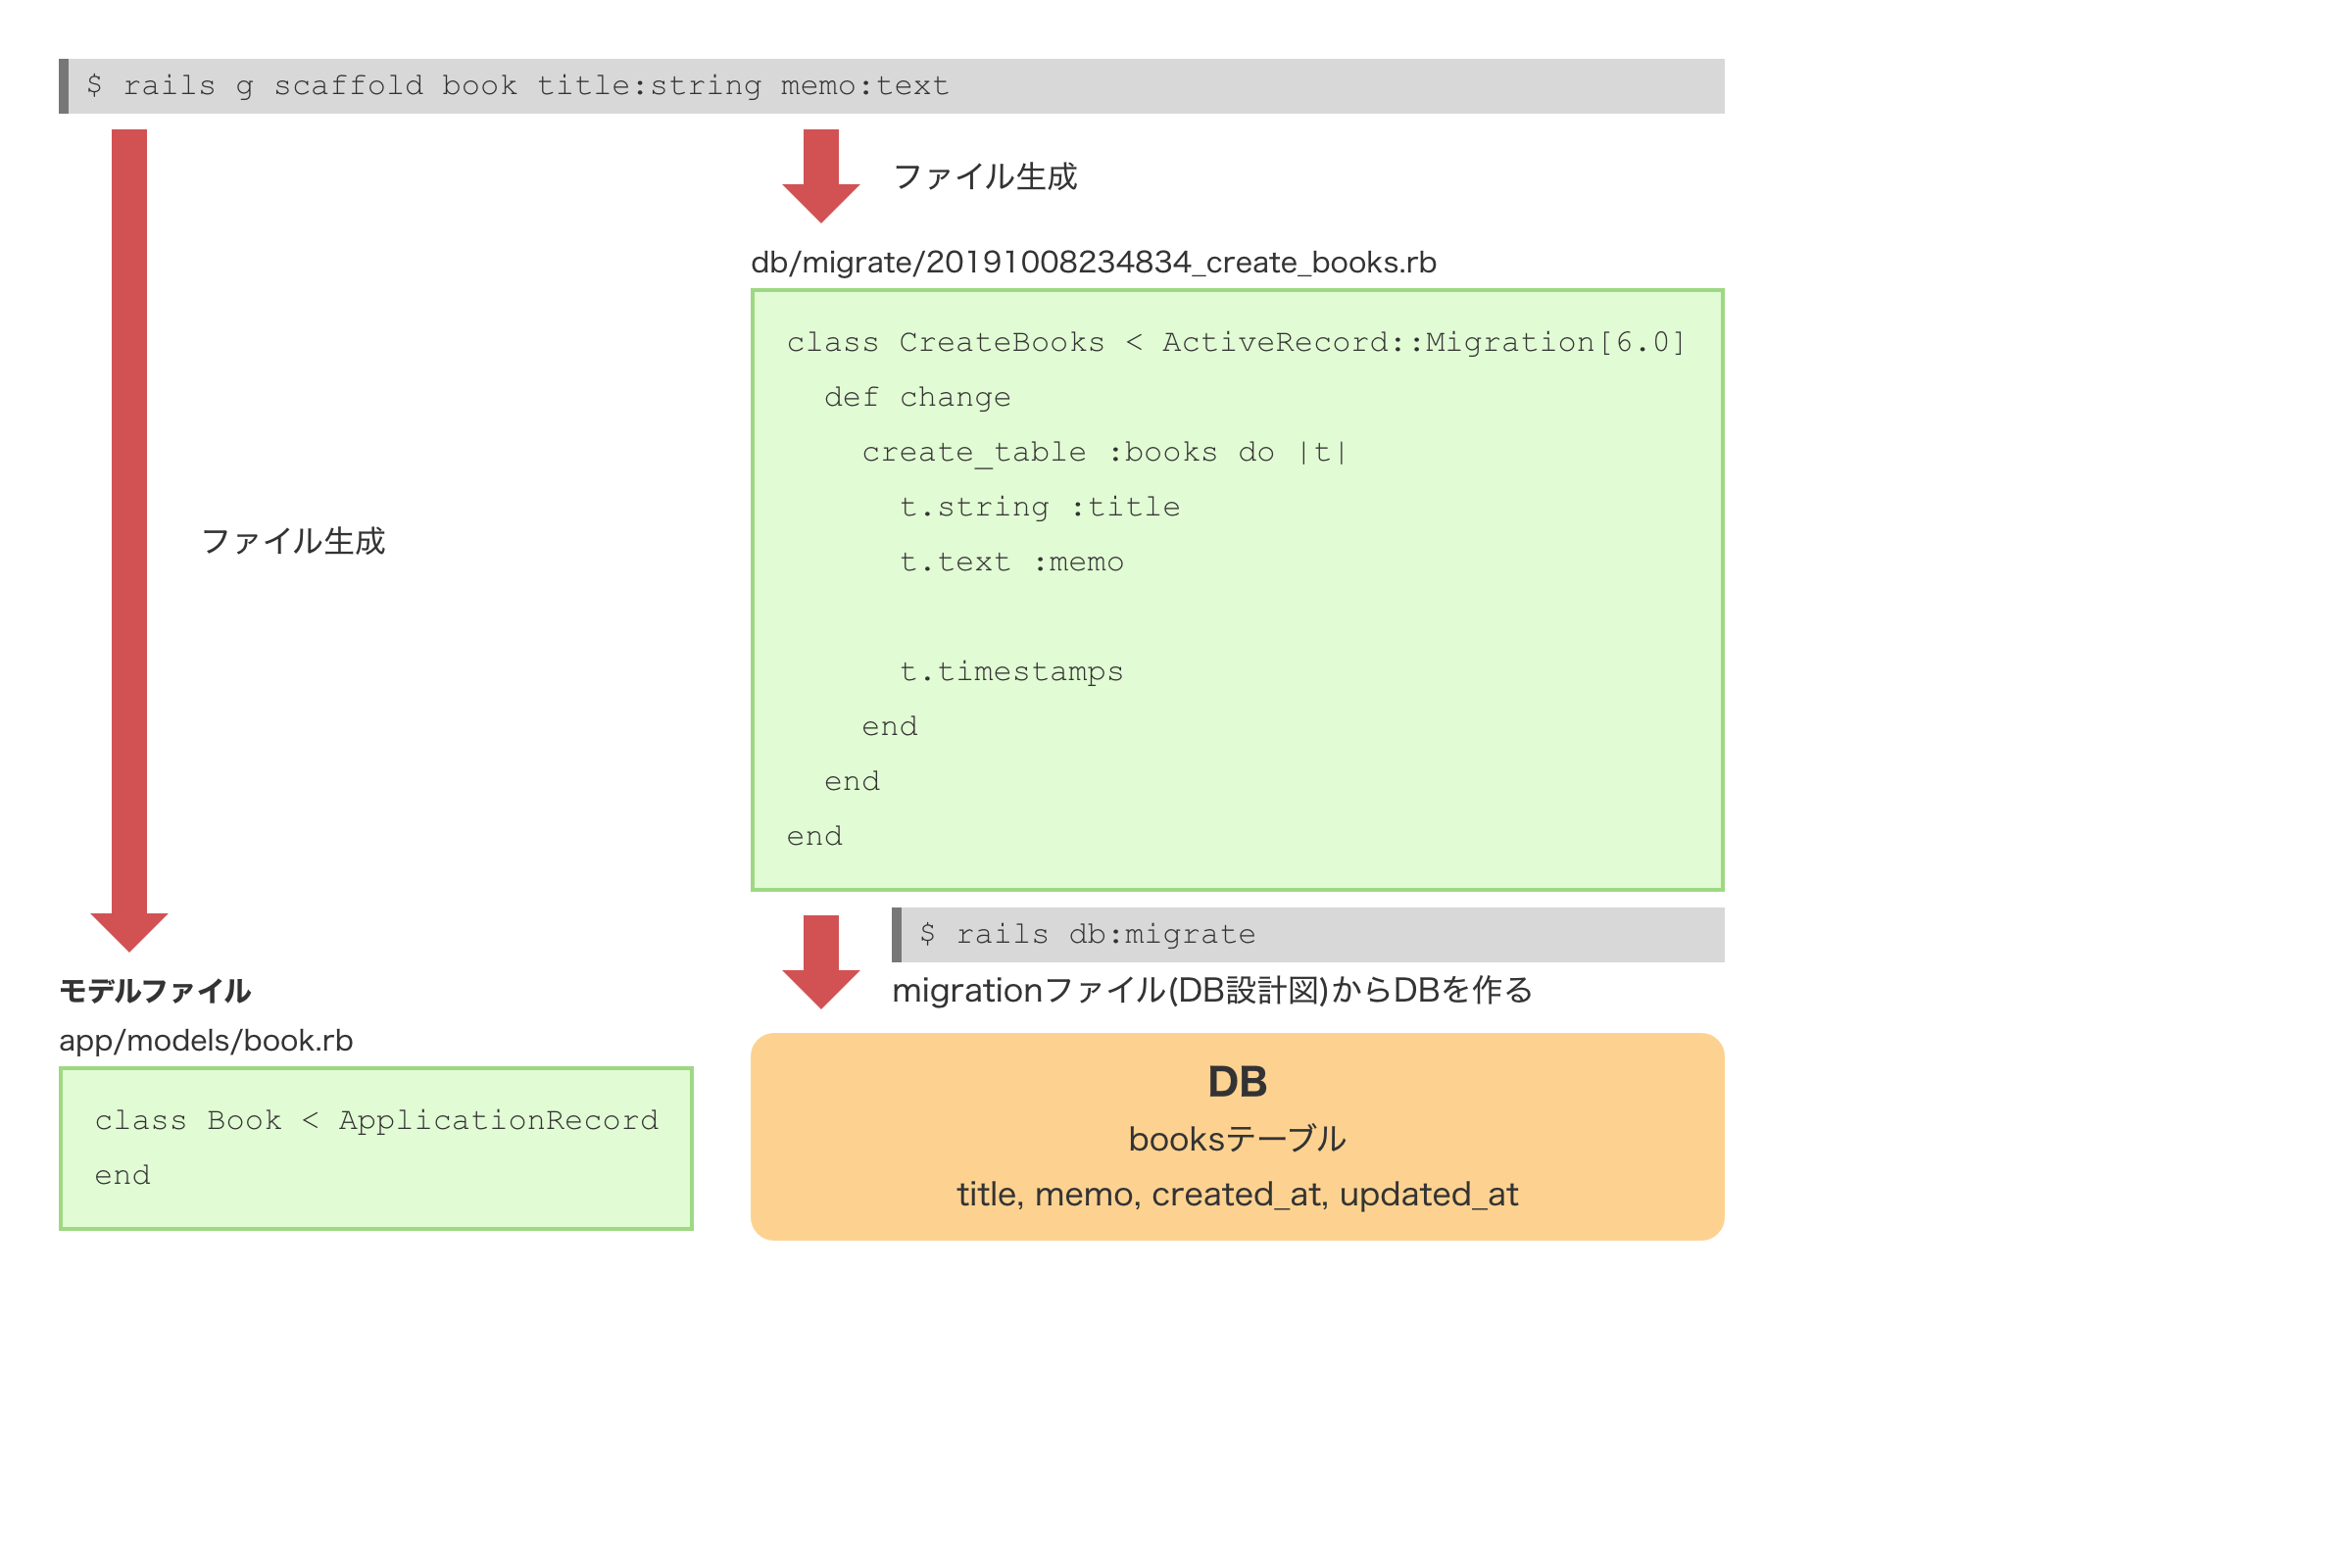 $ rails g scaffold book title:string memo:text
ファイル生成
db/migrate/20191008234834_create_books.rb
class CreateBooks < ActiveRecord::Migration[6.0]
  def change
    create_table :books do |t|
      t.string :title
      t.text :memo
      t.timestamps
    end
  end
end
ファイル生成
$ rails db:migrate
migrationファイル(DB設計図)からDBを作る
モデルファイル
app/models/book.rb
class Book < ApplicationRecord
end
DB
booksテーブル
title, memo, created_at, updated_at